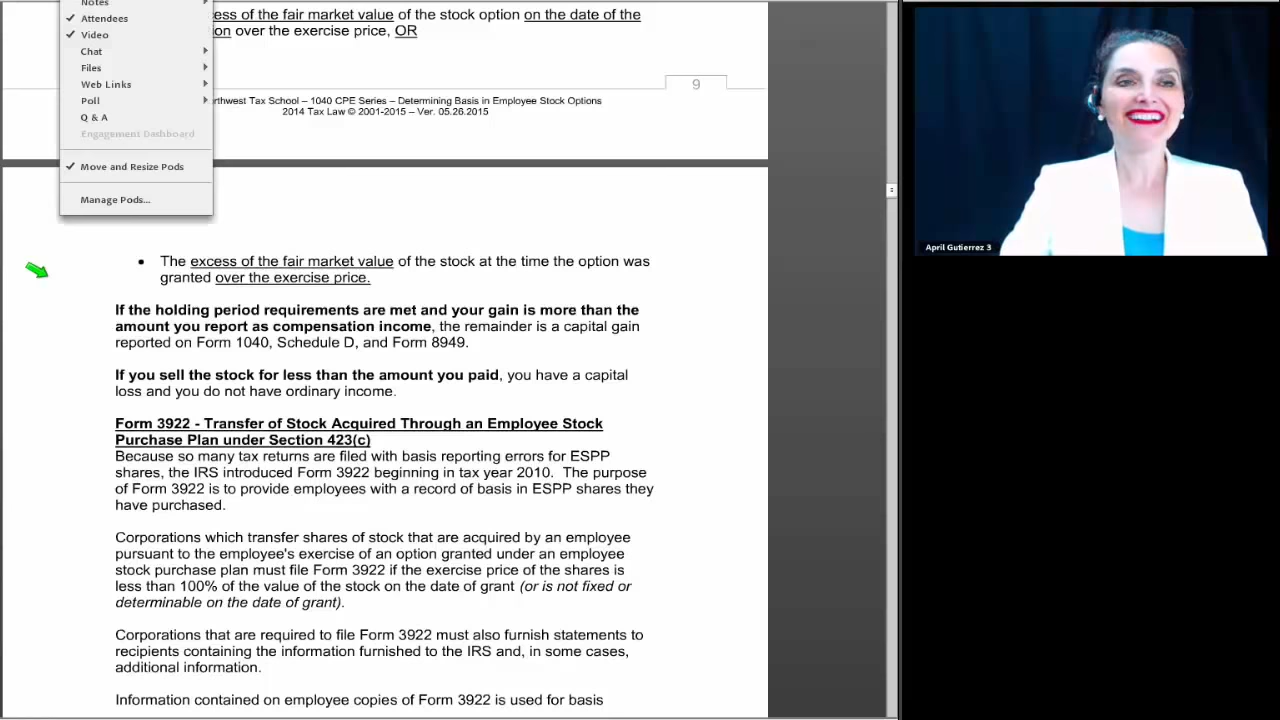 Notes
Attendees
Video
Chat
Files
Web Links
Poll
Q & A
Engagement Dashboard
Move and Resize Pods
Manage Pods...
cess of the fair market value of the stock option on the date of the
on over the exercise price, OR
9
rthwest Tax School – 1040 CPE Series – Determining Basis in Employee Stock Options
2014 Tax Law © 2001-2015 – Ver. 05.26.2015
• The excess of the fair market value of the stock at the time the option was
granted over the exercise price.
If the holding period requirements are met and your gain is more than the
amount you report as compensation income, the remainder is a capital gain
reported on Form 1040, Schedule D, and Form 8949.
If you sell the stock for less than the amount you paid, you have a capital
loss and you do not have ordinary income.
Form 3922 - Transfer of Stock Acquired Through an Employee Stock
Purchase Plan under Section 423(c)
Because so many tax returns are filed with basis reporting errors for ESPP
shares, the IRS introduced Form 3922 beginning in tax year 2010. The purpose
of Form 3922 is to provide employees with a record of basis in ESPP shares they
have purchased.
Corporations which transfer shares of stock that are acquired by an employee
pursuant to the employee's exercise of an option granted under an employee
stock purchase plan must file Form 3922 if the exercise price of the shares is
less than 100% of the value of the stock on the date of grant (or is not fixed or
determinable on the date of grant).
Corporations that are required to file Form 3922 must also furnish statements to
recipients containing the information furnished to the IRS and, in some cases,
additional information.
Information contained on employee copies of Form 3922 is used for basis
April Gutierrez 3